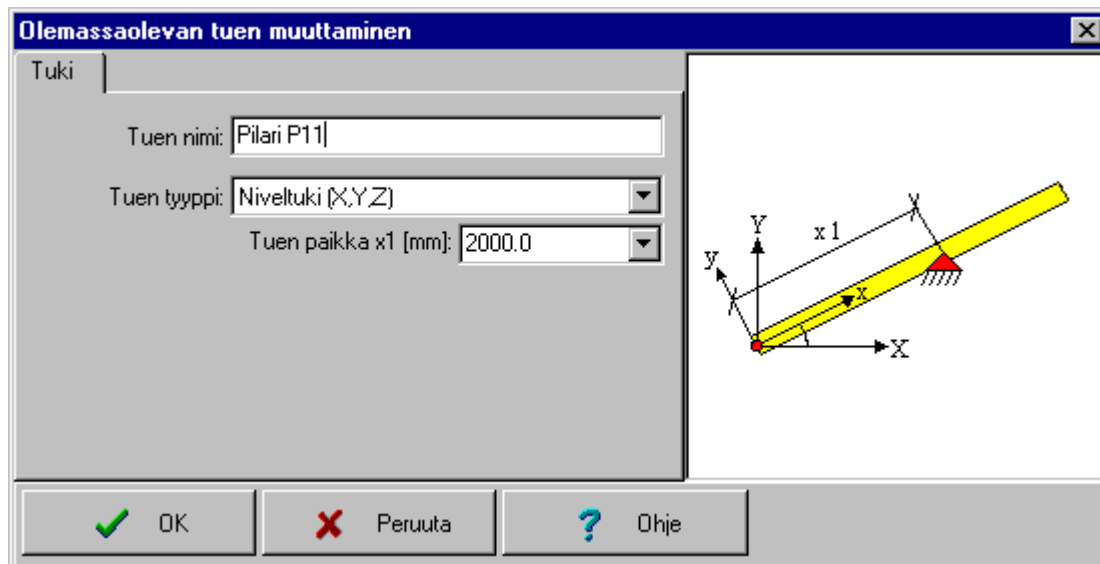 Olemassaolevan tuen muuttaminen
Tuki
Tuen nimi: Pilari P11
Tuen tyyppi: Niveltuki (X,Y,Z)
Tuen paikka x1 [mm]: 2000.0
Y
x1
y
x
X
OK
Peruuta
? Ohje